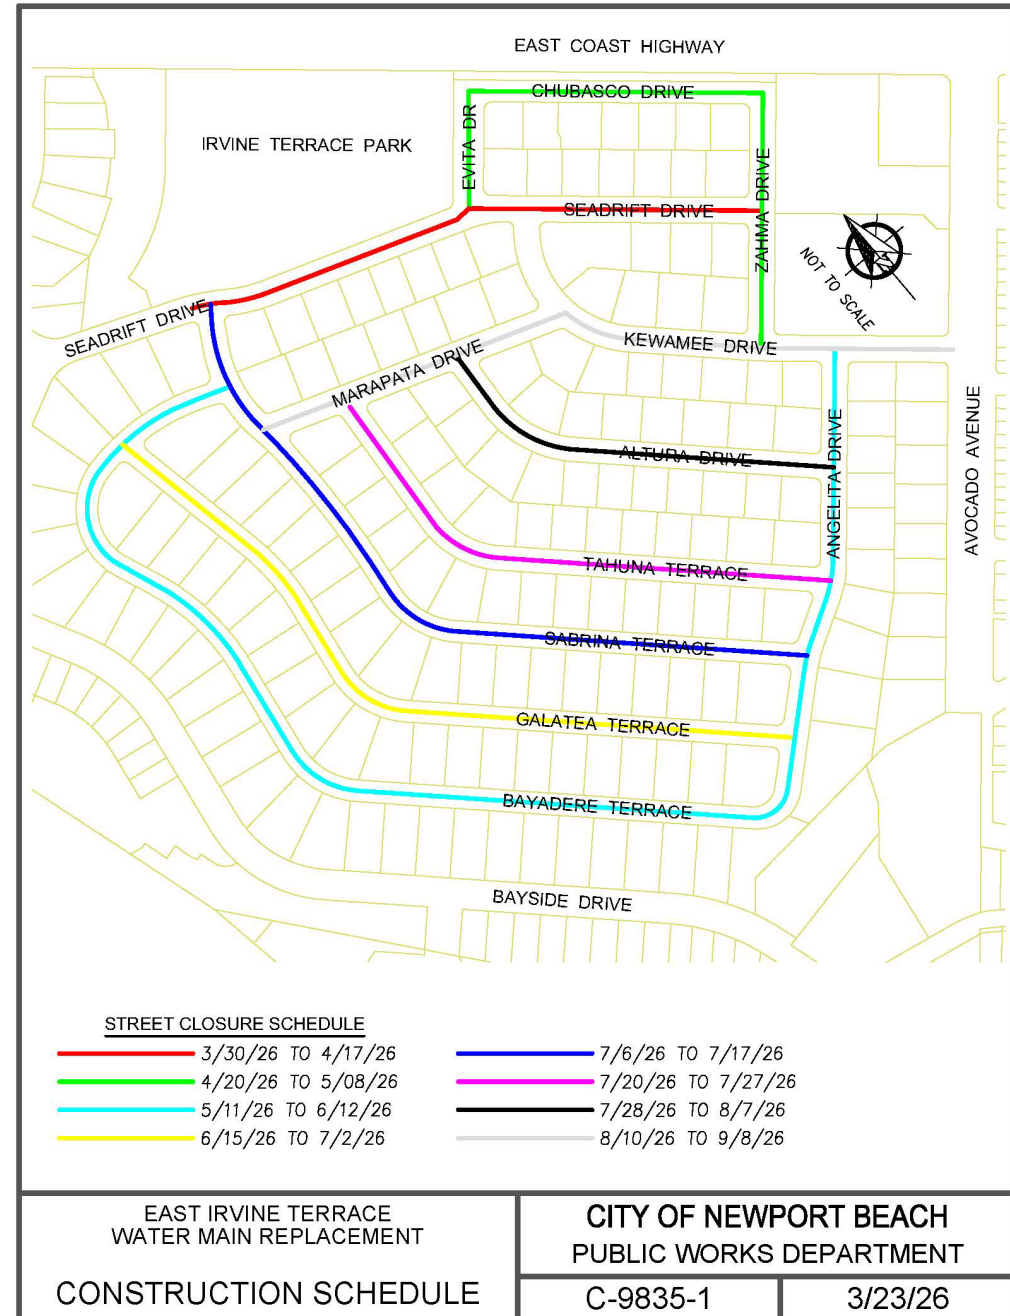 EAST COAST HIGHWAY
CHUBASCO DRIVE
IRVINE TERRACE PARK
EVITA DR
ZAHMA DRIVE
SEADRIFT DRIVE
NOT TO SCALE
SEADRIFT DRIVE
KEWAMEE DRIVE
MARAPATA DRIVE
AVOCADO AVENUE
ANGELITA DRIVE
ALTURA DRIVE
TAHUNA TERRACE
SABRINA TERRACE
GALATEA TERRACE
BAYADERE TERRACE
BAYSIDE DRIVE
STREET CLOSURE SCHEDULE
3/30/26 TO 4/17/26
4/20/26 TO 5/08/26
5/11/26 TO 6/12/26
6/15/26 TO 7/2/26
7/6/26 TO 7/17/26
7/20/26 TO 7/27/26
7/28/26 TO 8/7/26
8/10/26 TO 9/8/26
EAST IRVINE TERRACE
WATER MAIN REPLACEMENT
CONSTRUCTION SCHEDULE
CITY OF NEWPORT BEACH
PUBLIC WORKS DEPARTMENT
C-9835-1
3/23/26